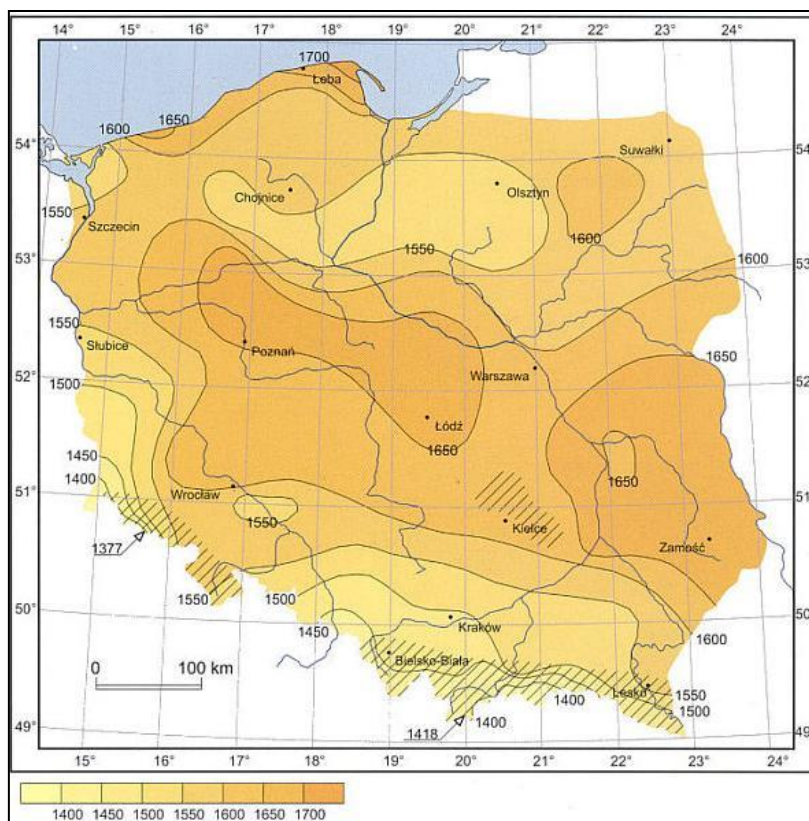 14° 15° 16° 17° 18° 19° 20° 21° 22° 23° 24°
1700
Łeba
1650
1600
54° 54
Suwałki
Chojnice
Olsztyn
1550
Szczecin
1600
1550
53° 1600 53
1550
Słubice
Poznań
1650
52° Warszawa 52
1500
Łódź
1650
1450
1400
1650
51° Wrocław 51
1550
Kielce
Zamość
1377
1550
1500
50° 50
1450
Kraków
1600
0 100 km
Bielsko-Biała
Lesko
1550
1400
1500
49° 1418 1400 49
15° 16° 17° 18° 19° 20° 21° 22° 23° 24°
1400 1450 1500 1550 1600 1650 1700